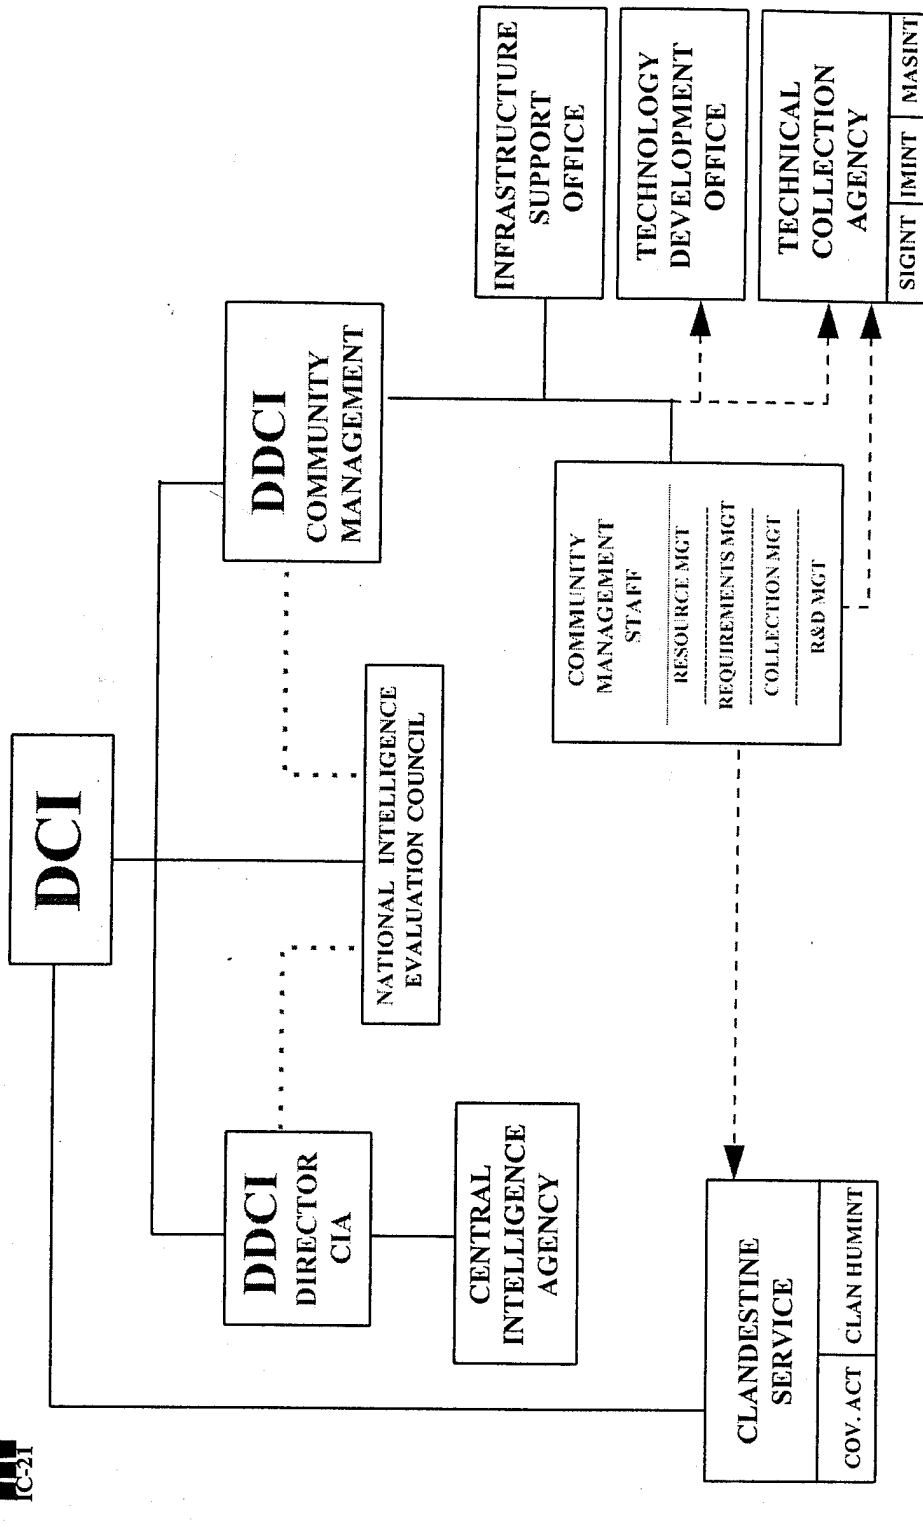 IC-21
DCI
DDCI
DIRECTOR
CIA
DDCI
COMMUNITY
MANAGEMENT
NATIONAL INTELLIGENCE
EVALUATION COUNCIL
CENTRAL
INTELLIGENCE
AGENCY
INFRASTRUCTURE
SUPPORT
OFFICE
COMMUNITY
MANAGEMENT
STAFF
RESOURCE MGT
REQUIREMENTS MGT
COLLECTION MGT
R&D MGT
TECHNOLOGY
DEVELOPMENT
OFFICE
CLANDESTINE
SERVICE
COV. ACT
CLAN HUMINT
TECHNICAL
COLLECTION
AGENCY
SIGINT
IMINT
MASINT